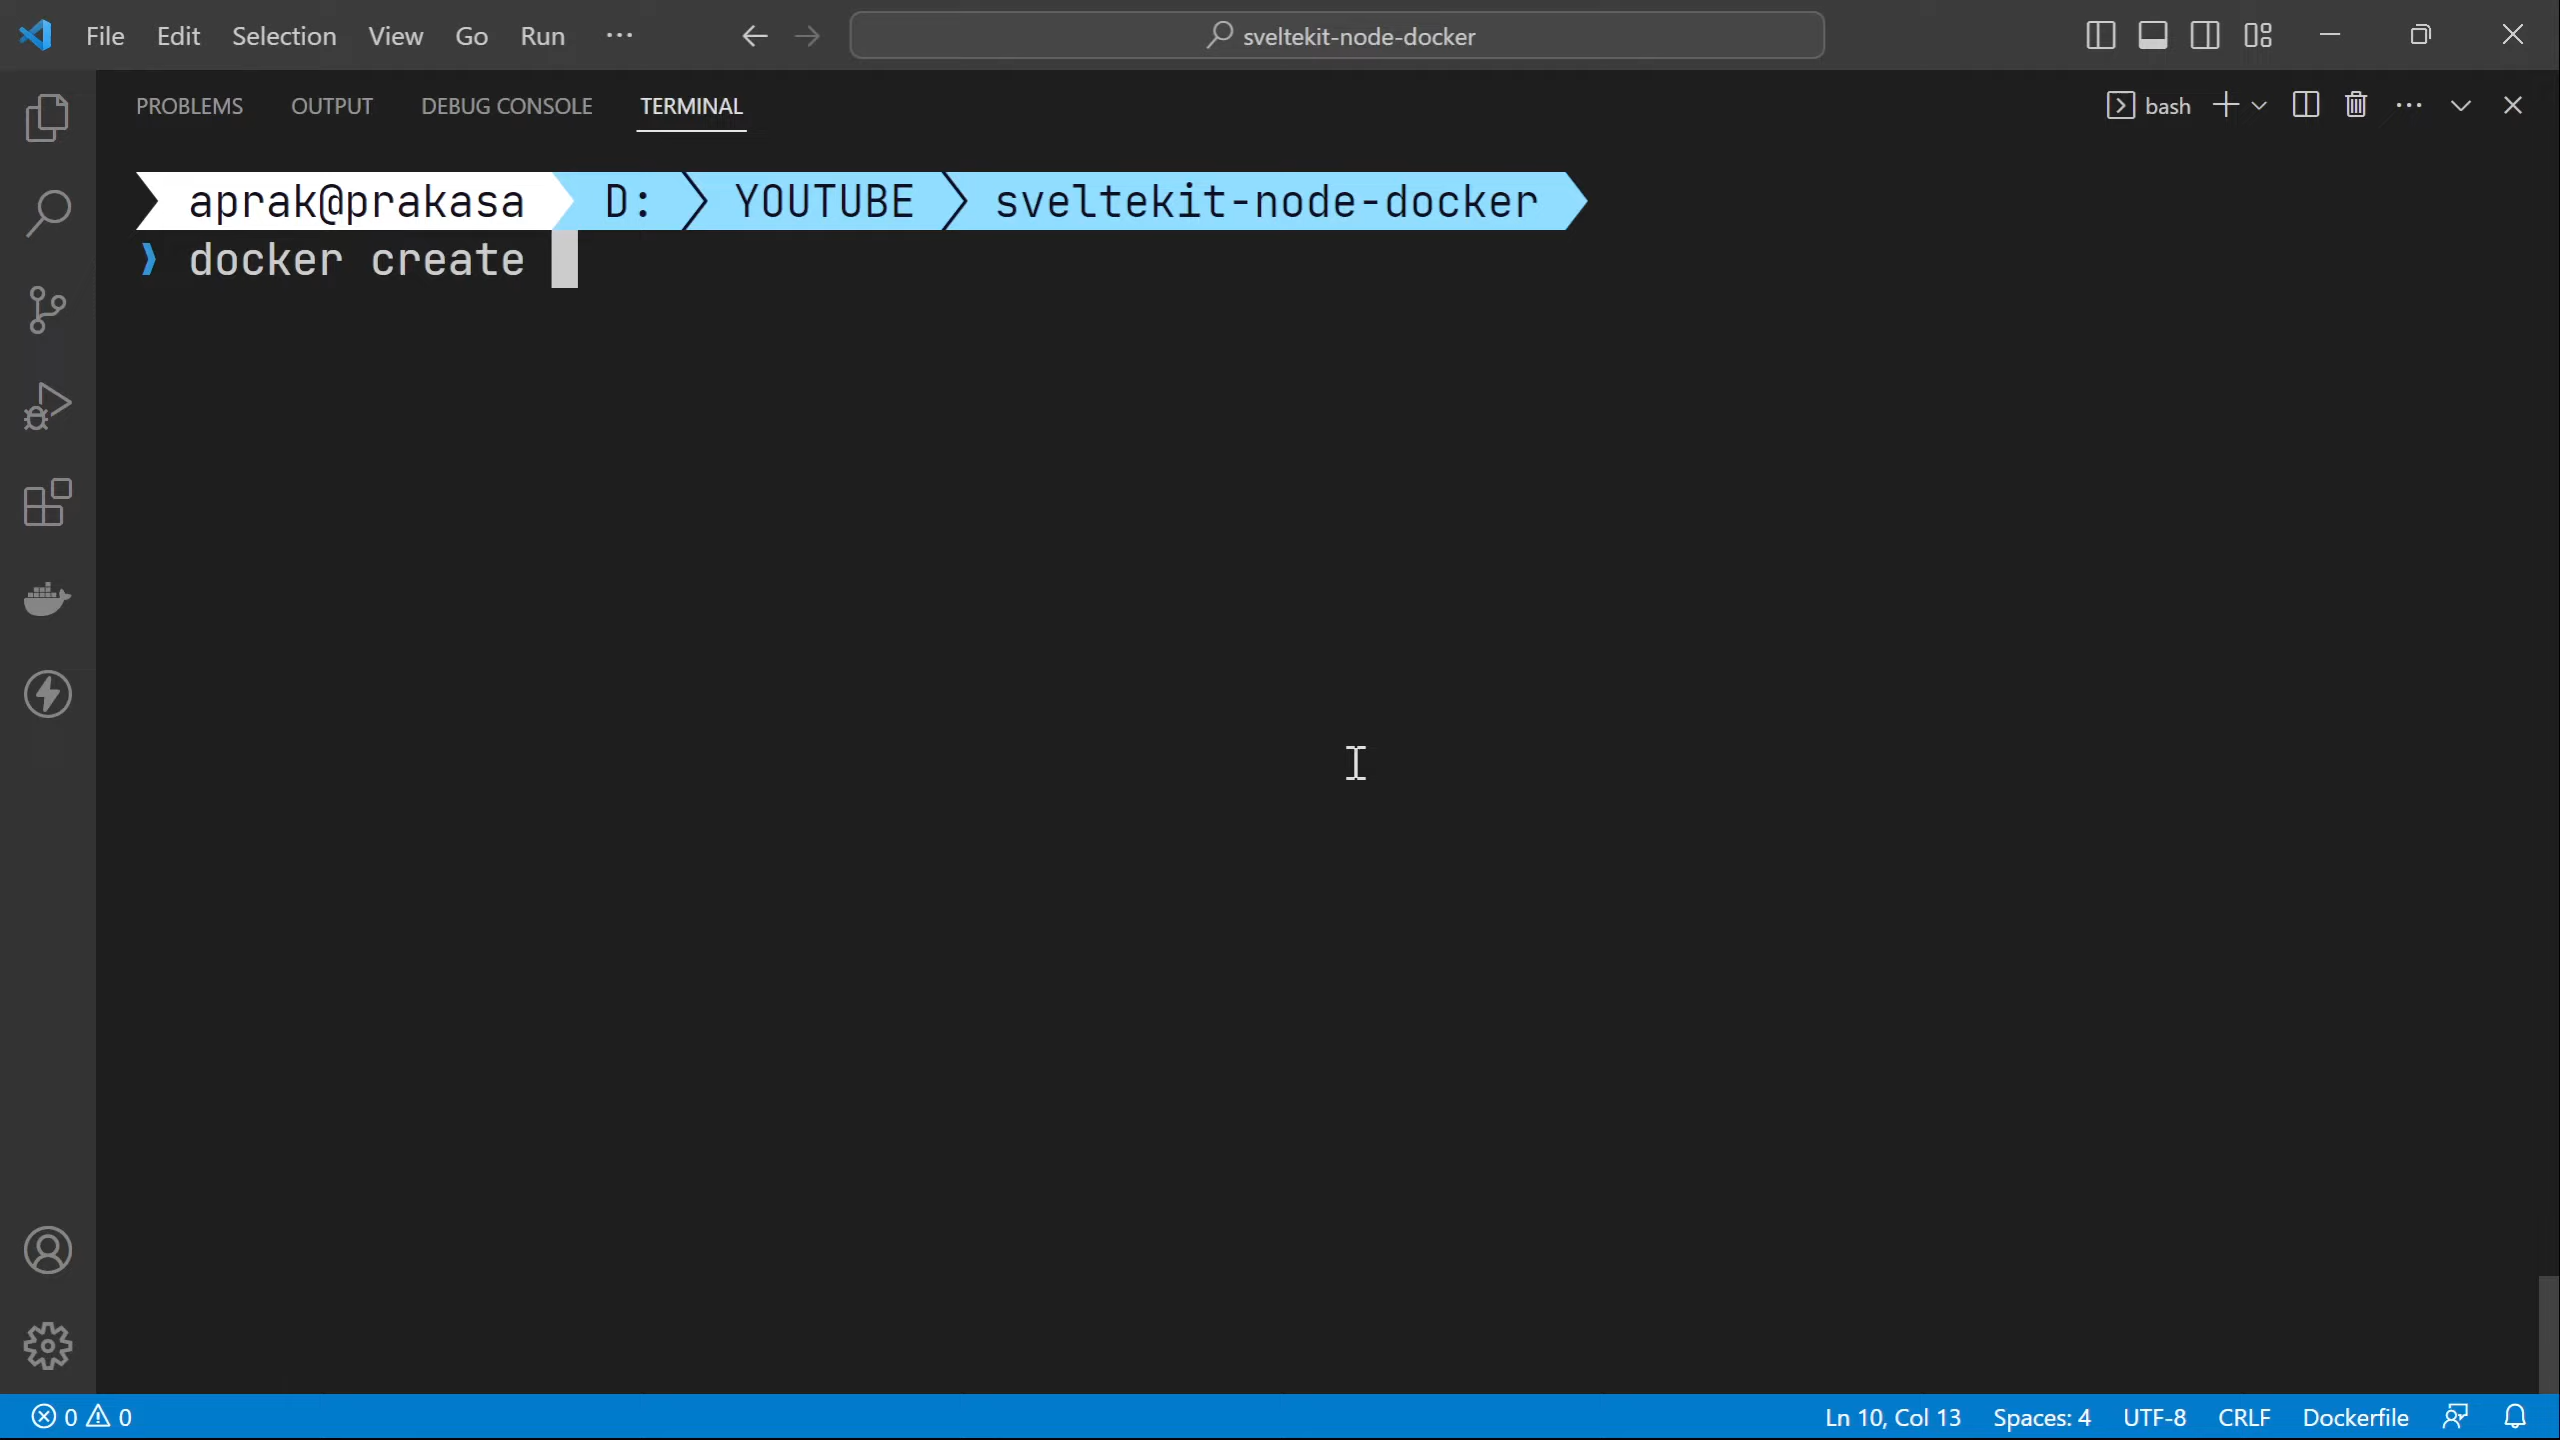 File Edit Selection View Go Run ··· sveltekit-node-docker
PROBLEMS OUTPUT DEBUG CONSOLE TERMINAL bash
aprak@prakasa D: YOUTUBE sveltekit-node-docker
❯ docker create
0 0 Ln 10, Col 13 Spaces: 4 UTF-8 CRLF Dockerfile